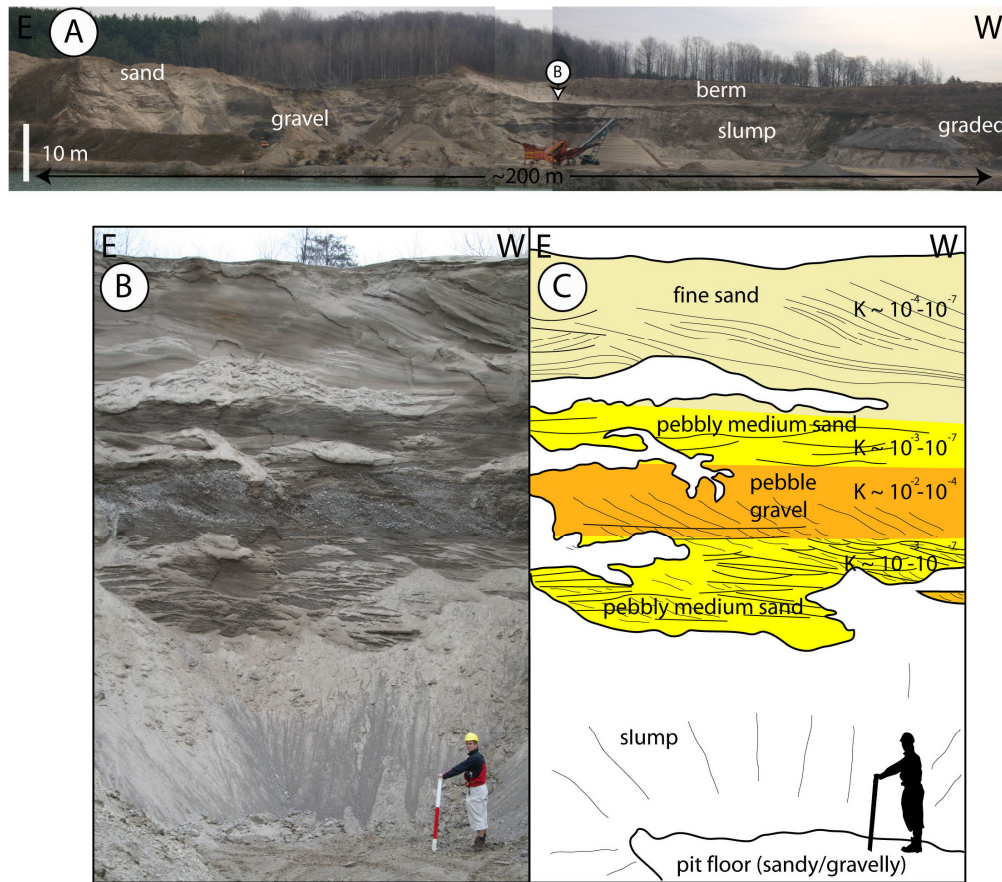 E
A
W
sand
B
berm
gravel
slump
graded
10 m
~200 m
E
W
B
E
W
C
fine sand
K ~ 10⁻⁴-10⁻⁷
pebbly medium sand
K ~ 10⁻³-10⁻⁷
pebble
gravel
K ~ 10⁻²-10⁻⁴
K ~ 10⁻³-10⁻⁷
pebbly medium sand
slump
pit floor (sandy/gravelly)